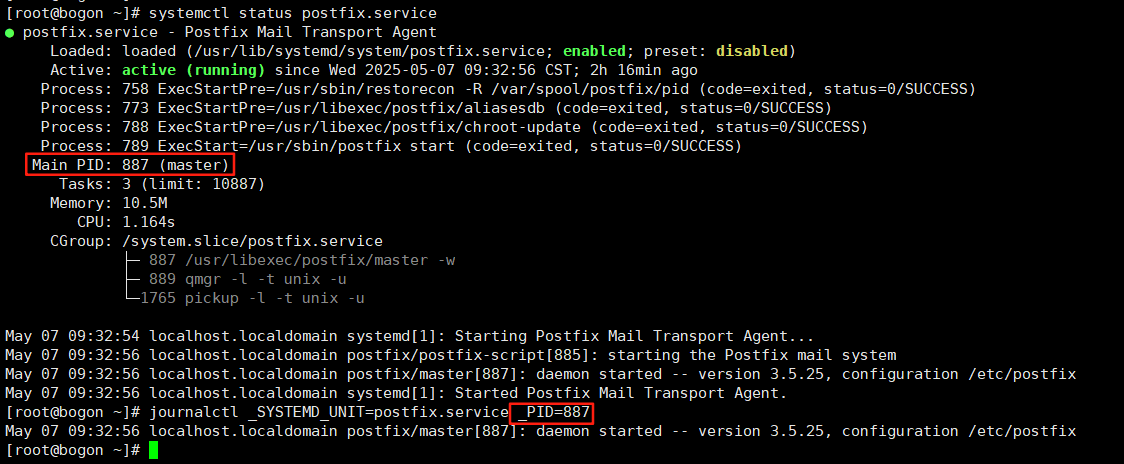 [root@bogon ~]# systemctl status postfix.service
● postfix.service - Postfix Mail Transport Agent
     Loaded: loaded (/usr/lib/systemd/system/postfix.service; enabled; preset: disabled)
     Active: active (running) since Wed 2025-05-07 09:32:56 CST; 2h 16min ago
    Process: 758 ExecStartPre=/usr/sbin/restorecon -R /var/spool/postfix/pid (code=exited, status=0/SUCCESS)
    Process: 773 ExecStartPre=/usr/libexec/postfix/aliasesdb (code=exited, status=0/SUCCESS)
    Process: 788 ExecStartPre=/usr/libexec/postfix/chroot-update (code=exited, status=0/SUCCESS)
    Process: 789 ExecStart=/usr/sbin/postfix start (code=exited, status=0/SUCCESS)
   Main PID: 887 (master)
      Tasks: 3 (limit: 10887)
     Memory: 10.5M
        CPU: 1.164s
     CGroup: /system.slice/postfix.service
             ├─ 887 /usr/libexec/postfix/master -w
             ├─ 889 qmgr -l -t unix -u
             └─1765 pickup -l -t unix -u
May 07 09:32:54 localhost.localdomain systemd[1]: Starting Postfix Mail Transport Agent...
May 07 09:32:56 localhost.localdomain postfix/postfix-script[885]: starting the Postfix mail system
May 07 09:32:56 localhost.localdomain postfix/master[887]: daemon started -- version 3.5.25, configuration /etc/postfix
May 07 09:32:56 localhost.localdomain systemd[1]: Started Postfix Mail Transport Agent.
[root@bogon ~]# journalctl _SYSTEMD_UNIT=postfix.service _PID=887
May 07 09:32:56 localhost.localdomain postfix/master[887]: daemon started -- version 3.5.25, configuration /etc/postfix
[root@bogon ~]#